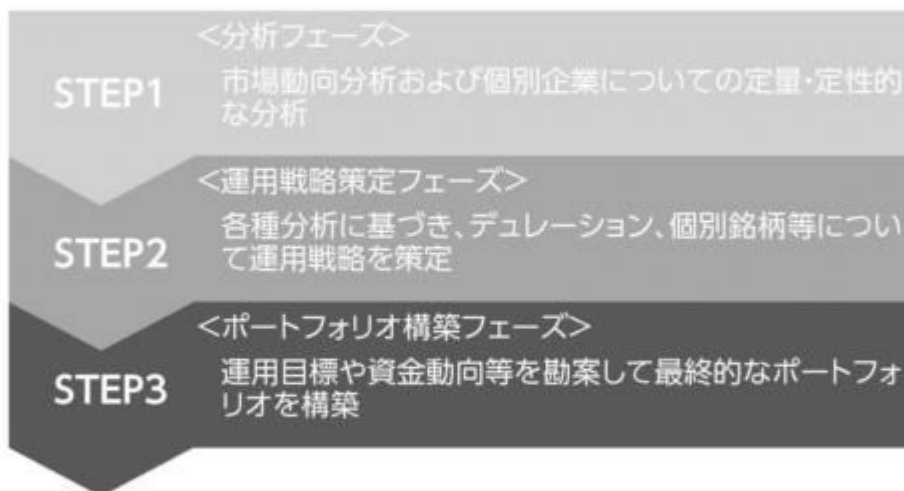 <分析フェーズ>
STEP1
市場動向分析および個別企業についての定量・定性的
な分析
<運用戦略策定フェーズ>
STEP2
各種分析に基づき、デュレーション、個別銘柄等につい
て運用戦略を策定
<ポートフォリオ構築フェーズ>
STEP3
運用目標や資金動向等を勘案して最終的なポートフォ
リオを構築